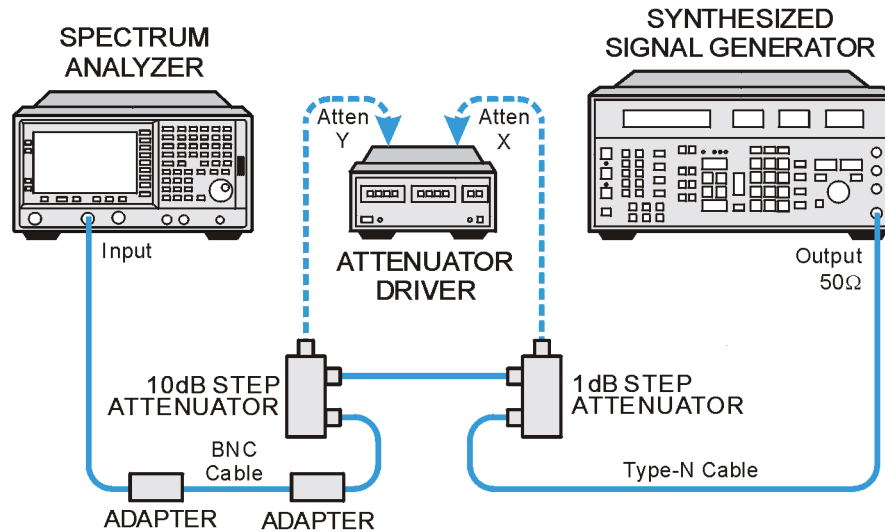 SPECTRUM
ANALYZER
SYNTHESIZED
SIGNAL GENERATOR
Atten
Y
Atten
X
Input
ATTENUATOR
DRIVER
Output
50Ω
10dB STEP
ATTENUATOR
1dB STEP
ATTENUATOR
BNC
Cable
Type-N Cable
ADAPTER
ADAPTER